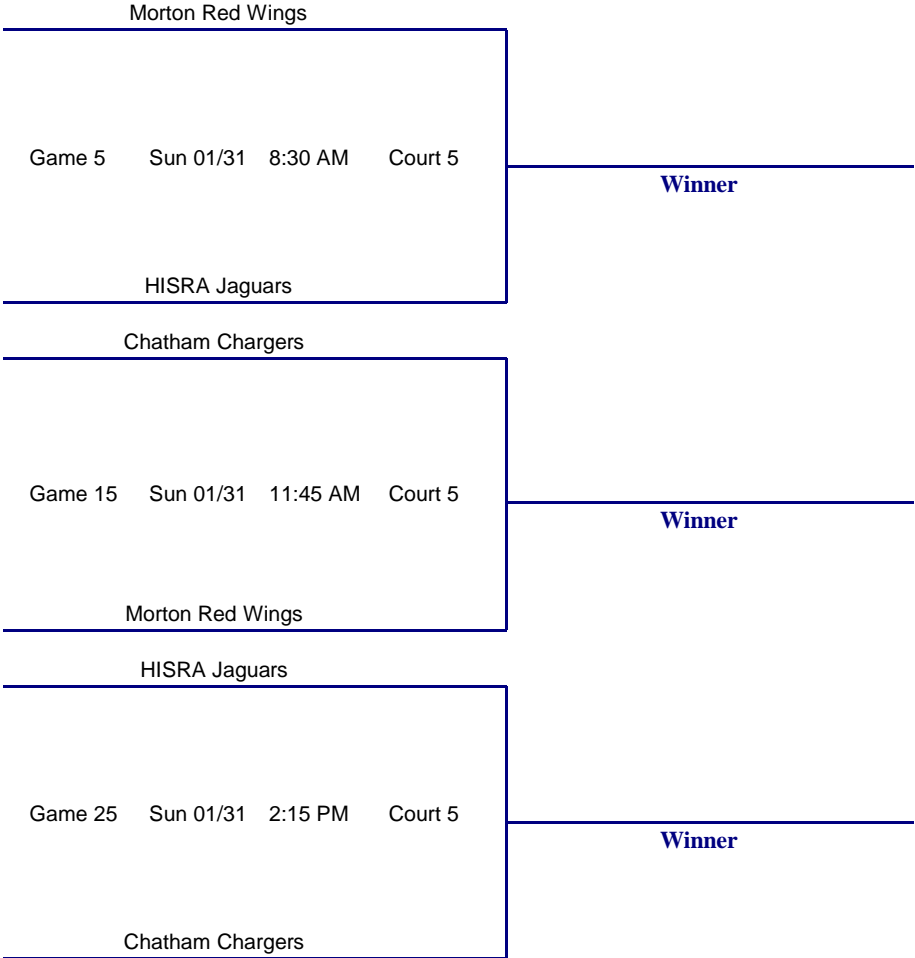 Morton Red Wings
Game 5 Sun 01/31 8:30 AM Court 5
Winner
HISRA Jaguars
Chatham Chargers
Game 15 Sun 01/31 11:45 AM Court 5
Winner
Morton Red Wings
HISRA Jaguars
Game 25 Sun 01/31 2:15 PM Court 5
Winner
Chatham Chargers